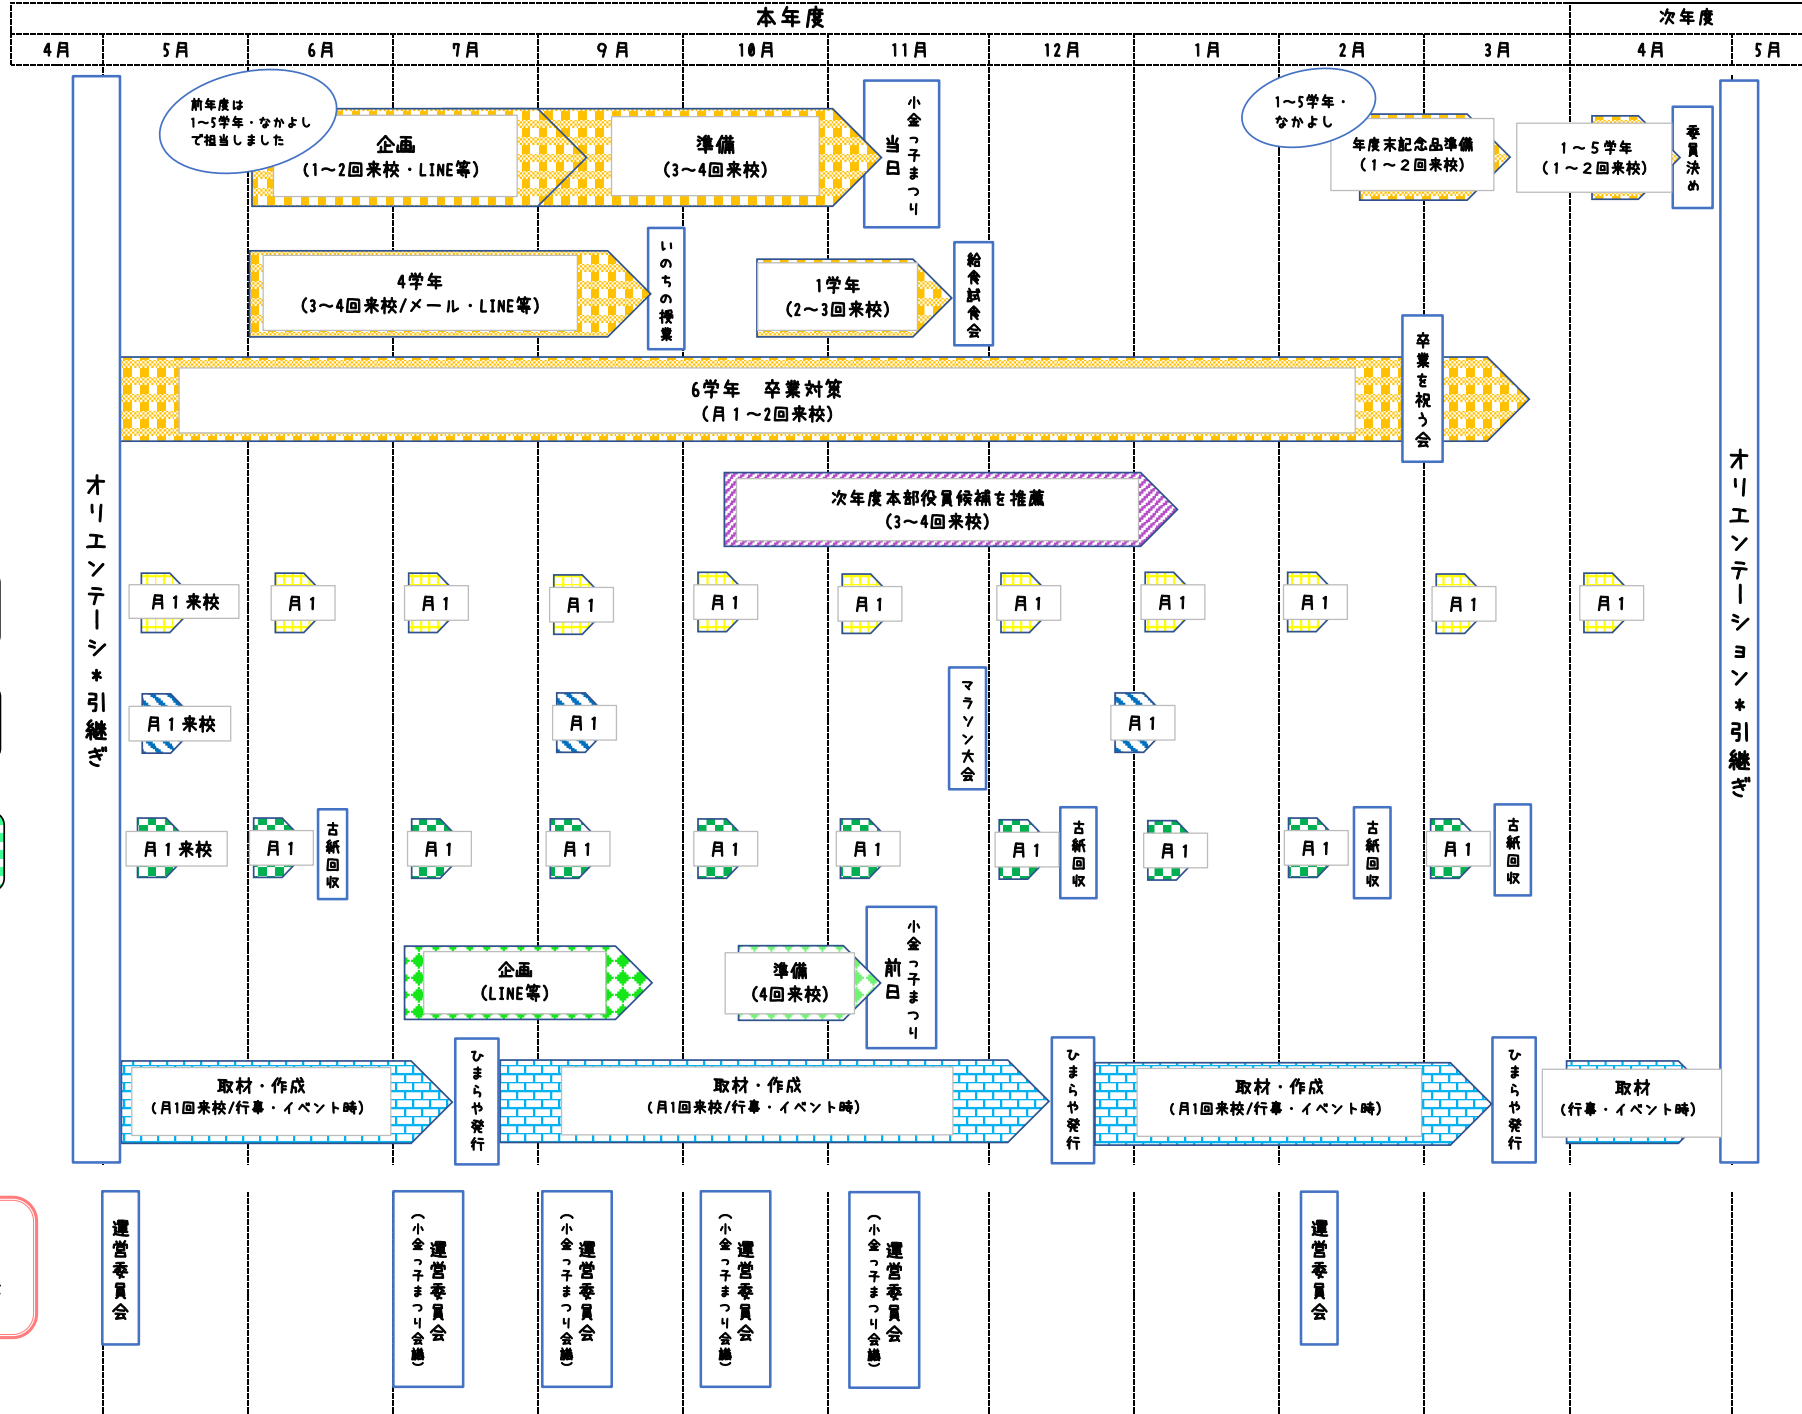 本年度
次年度
4月
5月
6月
7月
9月
10月
11月
12月
1月
2月
3月
4月
5月
前年度は
1~5学年・なかよし
で担当しました
企画
(1~2回来校・LINE等)
準備
(3~4回来校)
小金っ子まつり
当日
1~5学年・
なかよし
年度末記念品準備
(1~2回来校)
1~5学年
(1~2回来校)
委員決め
4学年
(3~4回来校/メール・LINE等)
いのちの授業
1学年
(2~3回来校)
給食試食会
6学年 卒業対策
(月1~2回来校)
卒業を祝う会
オリエンテーシ*引継ぎ
オリエンテーション*引継ぎ
次年度本部役員候補を推薦
(3~4回来校)
月1来校
月1
月1
月1
月1
月1
月1
月1
月1
月1
月1
月1来校
月1
マラソン大会
月1
月1来校
月1
古紙回収
月1
月1
月1
月1
月1
古紙回収
月1
月1
古紙回収
月1
古紙回収
企画
(LINE等)
準備
(4回来校)
小金っ子まつり
前日
取材・作成
(月1回来校/行事・イベント時)
ひまらや発行
取材・作成
(月1回来校/行事・イベント時)
ひまらや発行
取材・作成
(月1回来校/行事・イベント時)
ひまらや発行
取材
(行事・イベント時)
運営委員会
運営委員会
(小金っ子まつり会議)
運営委員会
(小金っ子まつり会議)
運営委員会
(小金っ子まつり会議)
運営委員会
(小金っ子まつり会議)
運営委員会